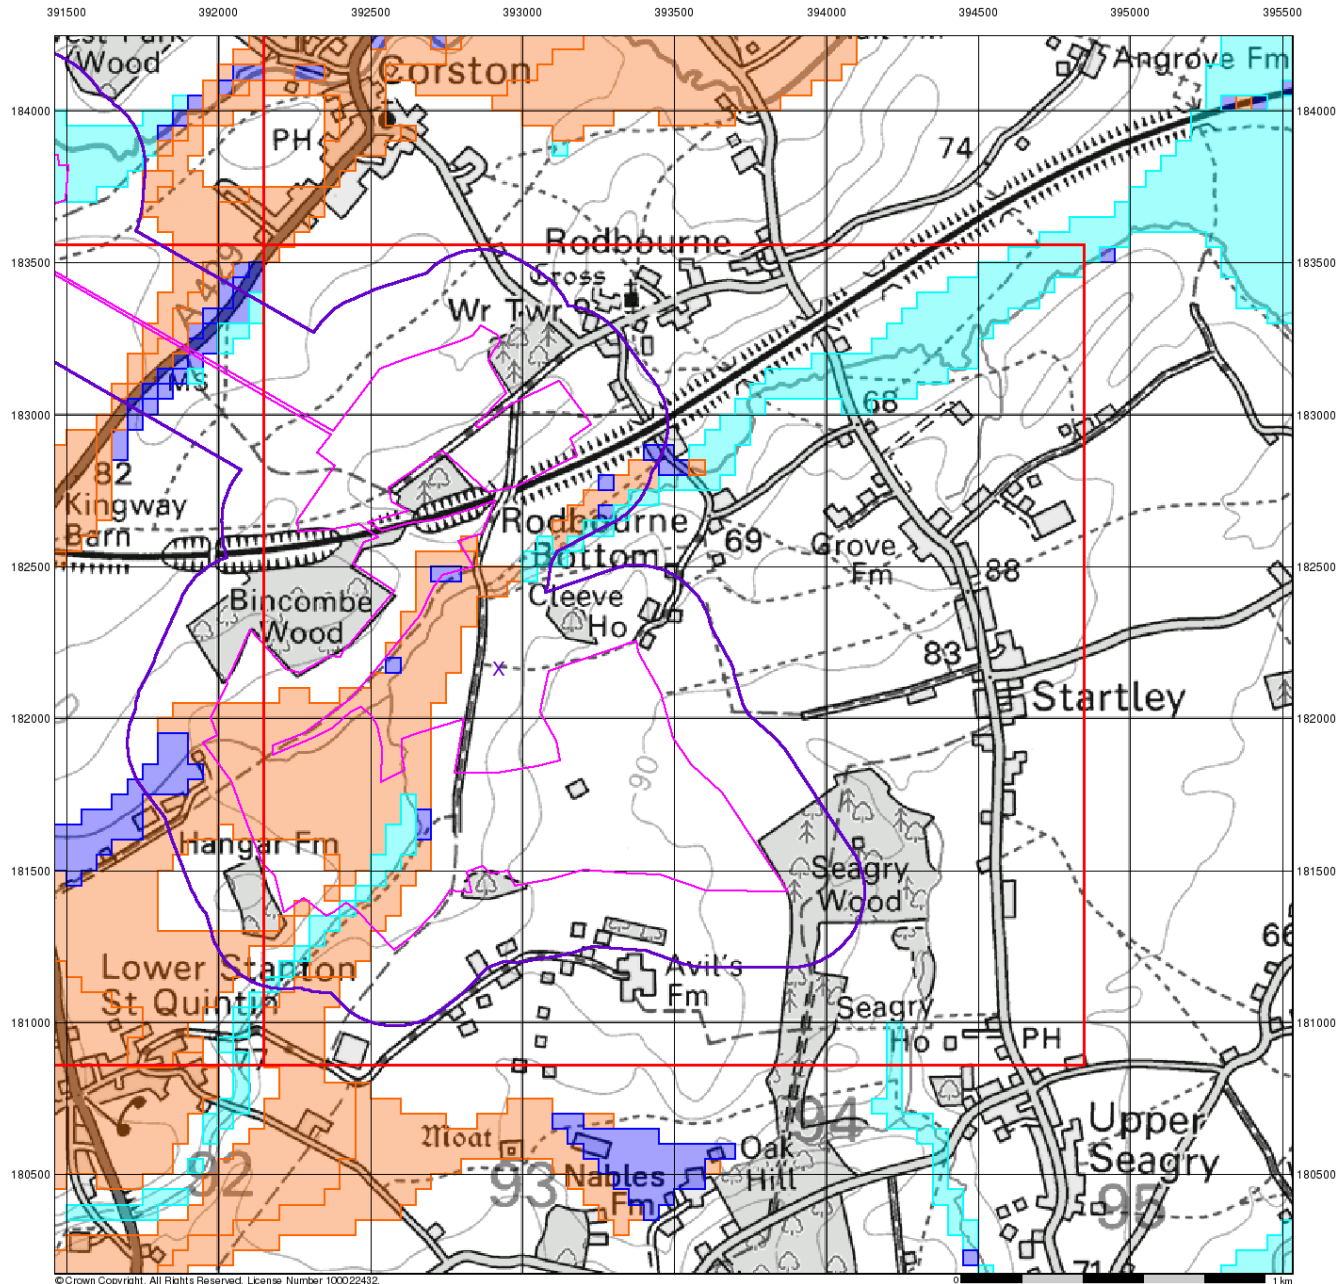 391500 392000 392500 393000 393500 394000 394500 395000 395500
Wood
Corston
Angrove Fm
184000
PH
74
184000
Rodbourne
183500
A 429
Cross
183500
Wr Twr
MS
183000
68
183000
82
Kingway
Barn
Rodbourne
Bottom
69
Grove
Fm
182500
88
182500
Bincombe
Wood
Cleeve
Ho
83
Startley
182000
182000
90
Hangar Fm
181500
Seagry
Wood
181500
66
Lower Stanton
St Quintin
Avil's
Fm
Seagry
Ho
PH
181000
181000
94
Upper
Seagry
Moat
Oak
Hill
180500
92
93
Nables
Fm
95
180500
71
© Crown Copyright. All Rights Reserved. License Number 100022432.
0
1 km